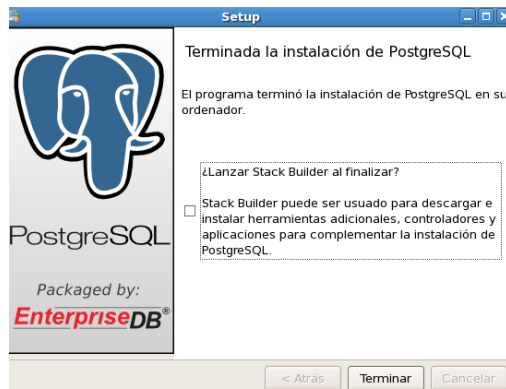 Setup
Terminada la instalación de PostgreSQL
El programa terminó la instalación de PostgreSQL en su
ordenador.
¿Lanzar Stack Builder al finalizar?
Stack Builder puede ser usado para descargar e
instalar herramientas adicionales, controladores y
aplicaciones para complementar la instalación de
PostgreSQL.
PostgreSQL
Packaged by:
EnterpriseDB®
< Atrás
Terminar
Cancelar